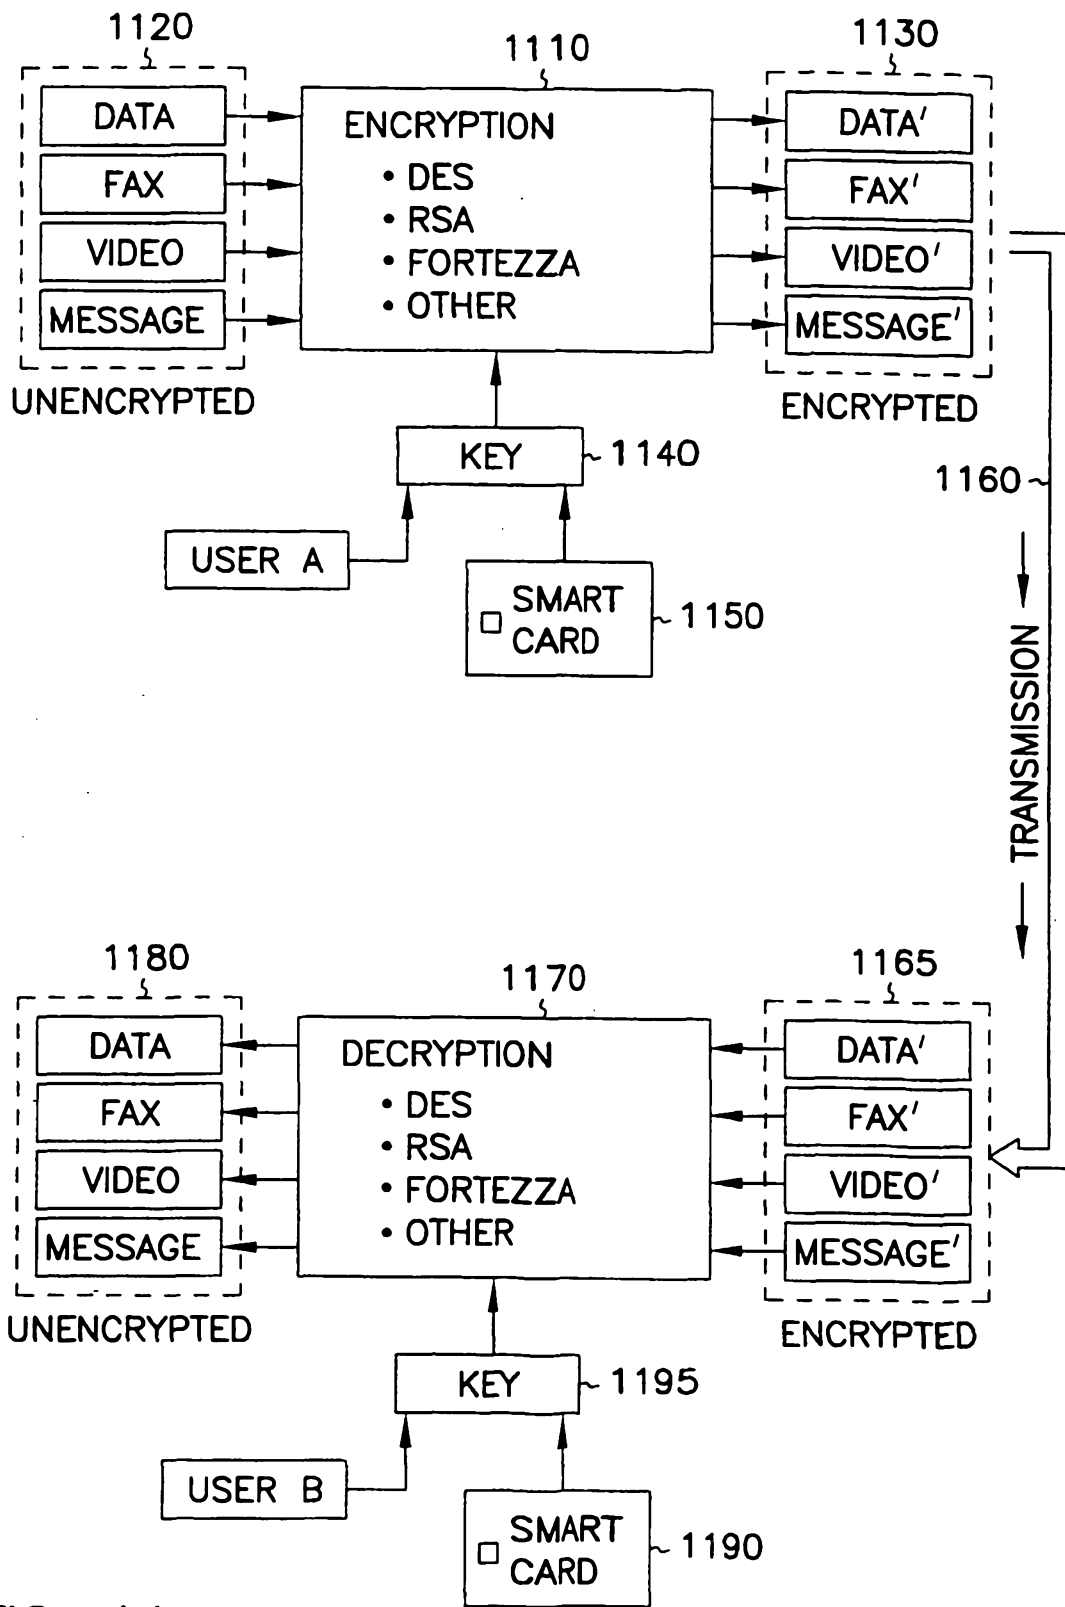 1120
1110
1130
DATA
FAX
VIDEO
MESSAGE
UNENCRYPTED
ENCRYPTION
• DES
• RSA
• FORTEZZA
• OTHER
DATA'
FAX'
VIDEO'
MESSAGE'
ENCRYPTED
KEY
1140
USER A
SMART
CARD
1150
1160
TRANSMISSION
1180
1170
1165
DATA
FAX
VIDEO
MESSAGE
UNENCRYPTED
DECRYPTION
• DES
• RSA
• FORTEZZA
• OTHER
DATA'
FAX'
VIDEO'
MESSAGE'
ENCRYPTED
KEY
1195
USER B
SMART
CARD
1190